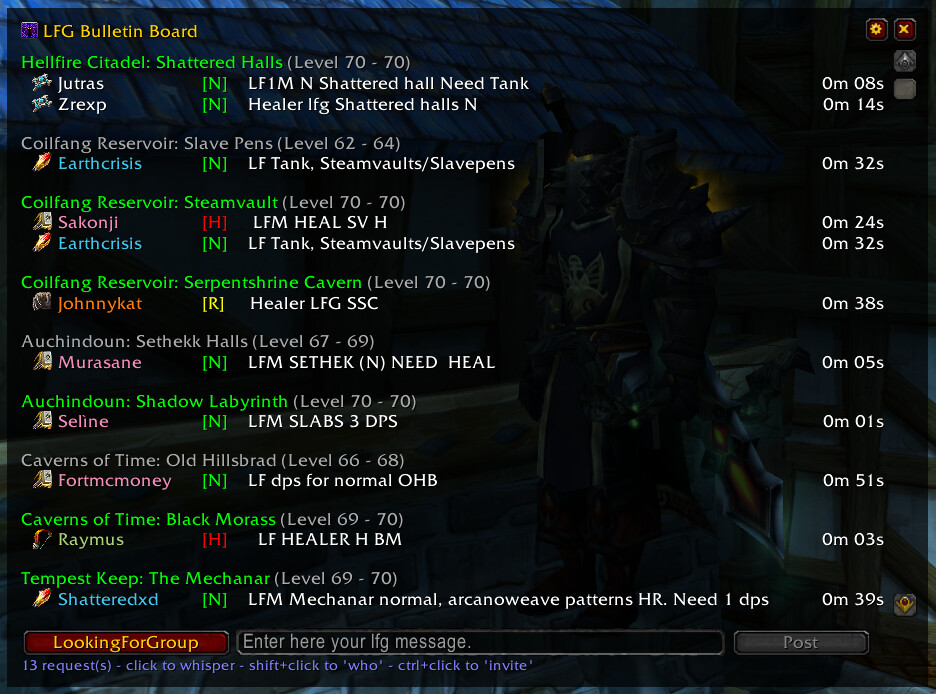 LFG Bulletin Board
Hellfire Citadel: Shattered Halls (Level 70 - 70)
Jutras [N] LF1M N Shattered hall Need Tank 0m 08s
Zrexp [N] Healer lfg Shattered halls N 0m 14s
Coilfang Reservoir: Slave Pens (Level 62 - 64)
Earthcrisis [N] LF Tank, Steamvaults/Slavepens 0m 32s
Coilfang Reservoir: Steamvault (Level 70 - 70)
Sakonji [H] LFM HEAL SV H 0m 24s
Earthcrisis [N] LF Tank, Steamvaults/Slavepens 0m 32s
Coilfang Reservoir: Serpentshrine Cavern (Level 70 - 70)
Johnnykat [R] Healer LFG SSC 0m 38s
Auchindoun: Sethekk Halls (Level 67 - 69)
Murasane [N] LFM SETHEK (N) NEED  HEAL 0m 05s
Auchindoun: Shadow Labyrinth (Level 70 - 70)
Selìne [N] LFM SLABS 3 DPS 0m 01s
Caverns of Time: Old Hillsbrad (Level 66 - 68)
Fortmcmoney [N] LF dps for normal OHB 0m 51s
Caverns of Time: Black Morass (Level 69 - 70)
Raymus [H] LF HEALER H BM 0m 03s
Tempest Keep: The Mechanar (Level 69 - 70)
Shatteredxd [N] LFM Mechanar normal, arcanoweave patterns HR. Need 1 dps 0m 39s
LookingForGroup Enter here your lfg message. Post
13 request(s) - click to whisper - shift+click to 'who' - ctrl+click to 'invite'